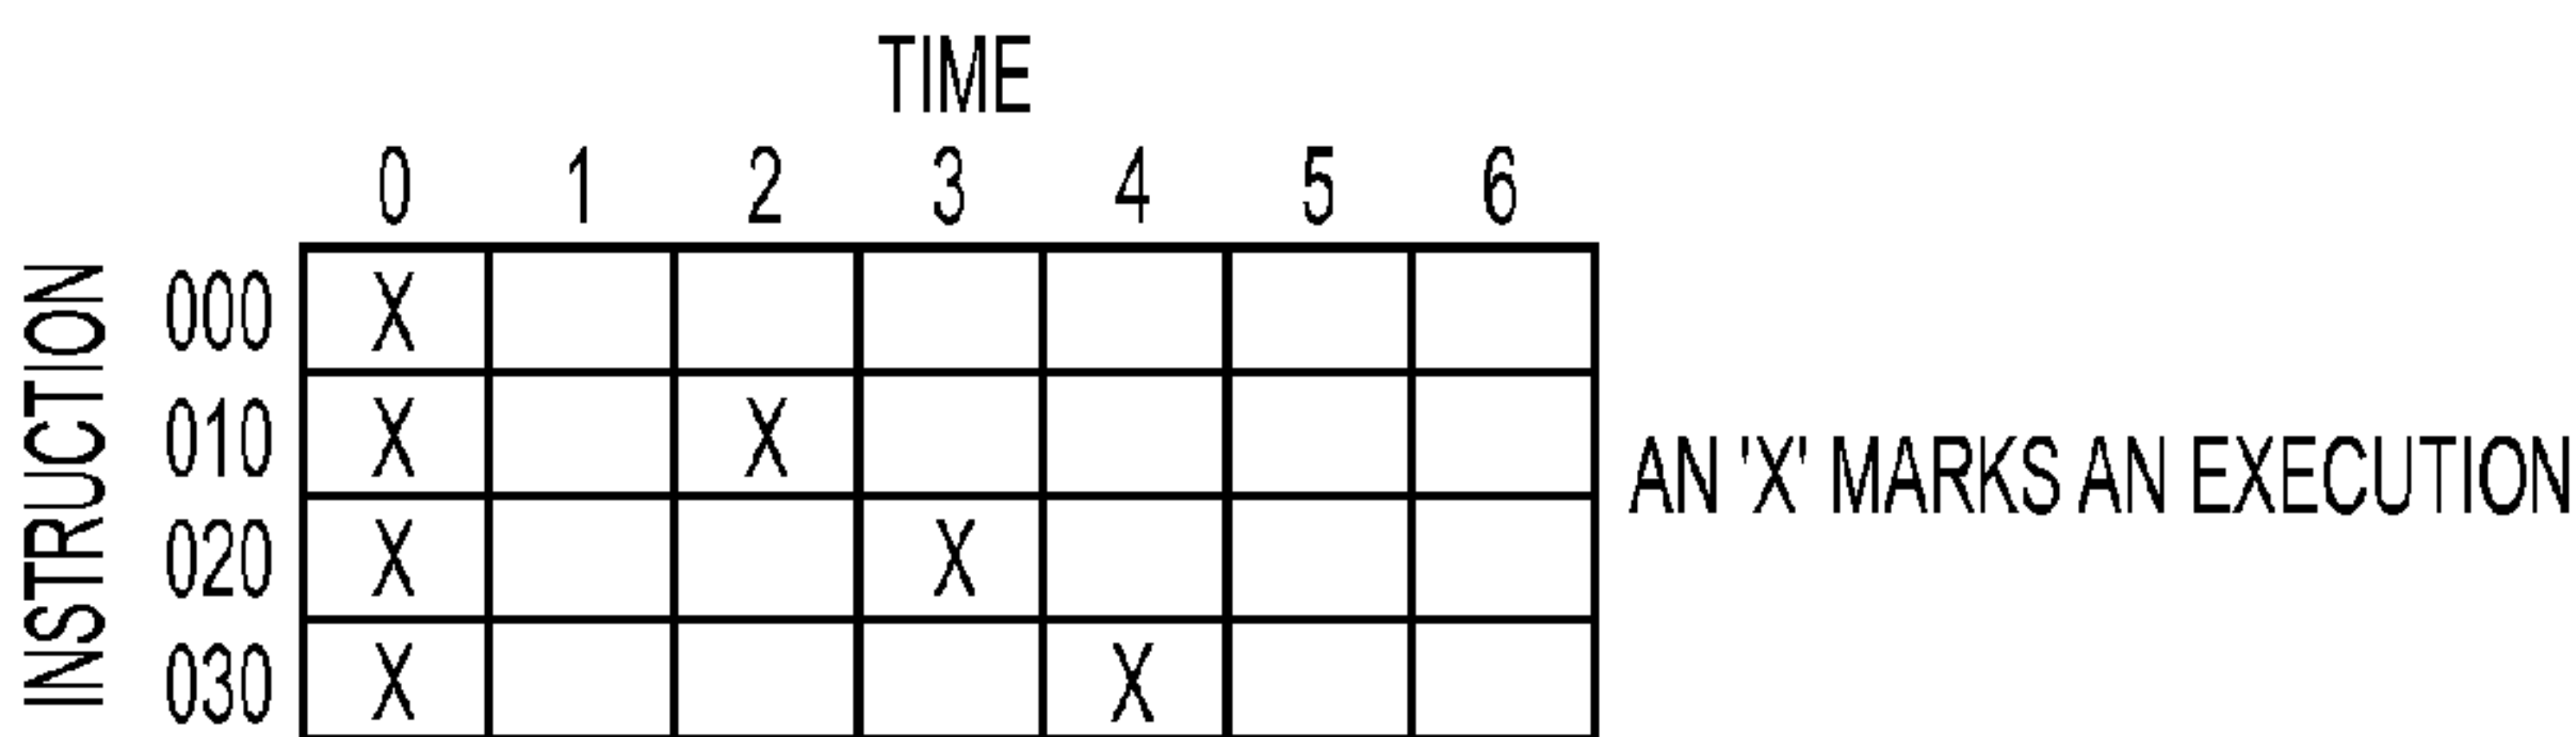 TIME
0 1 2 3 4 5 6
INSTRUCTION
000 X
010 X X
020 X X
030 X X
AN 'X' MARKS AN EXECUTION